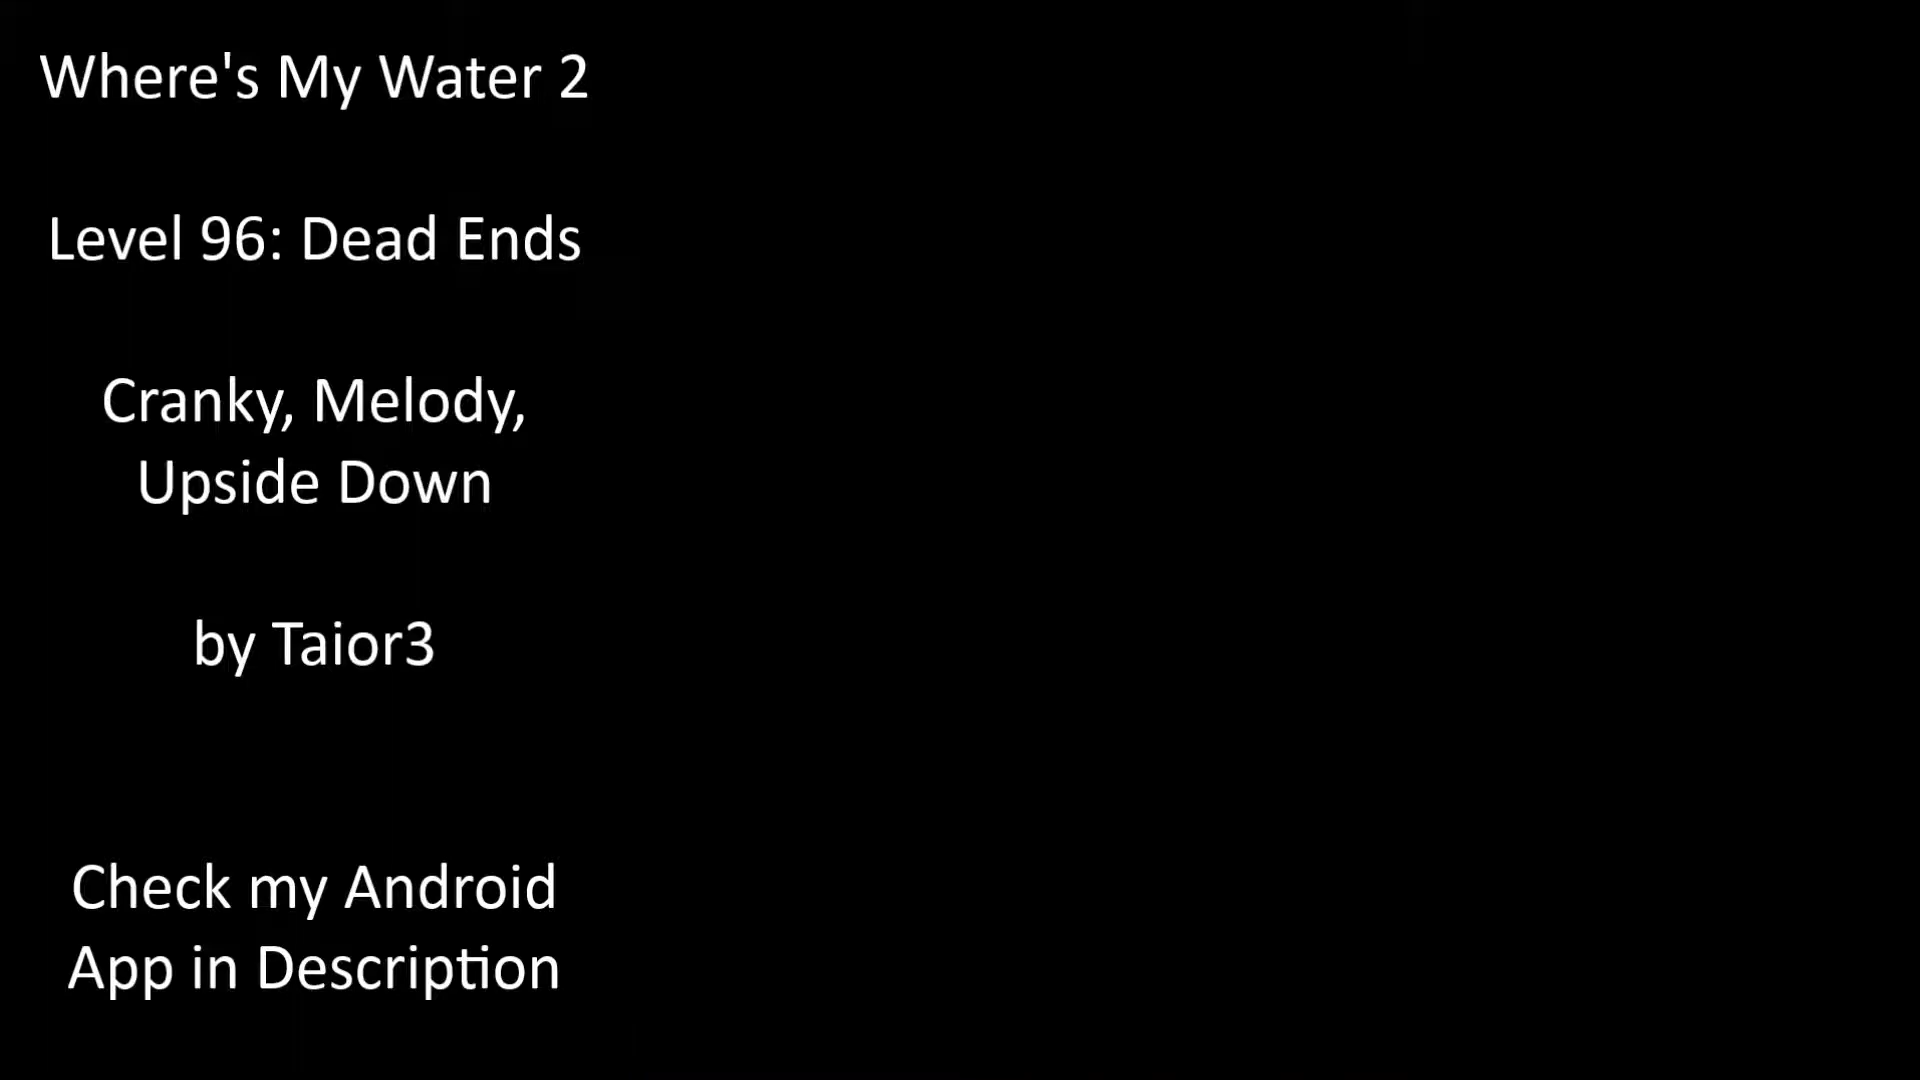 Where's My Water 2
Level 96: Dead Ends
Cranky, Melody,
Upside Down
by Taior3
Check my Android
App in Description